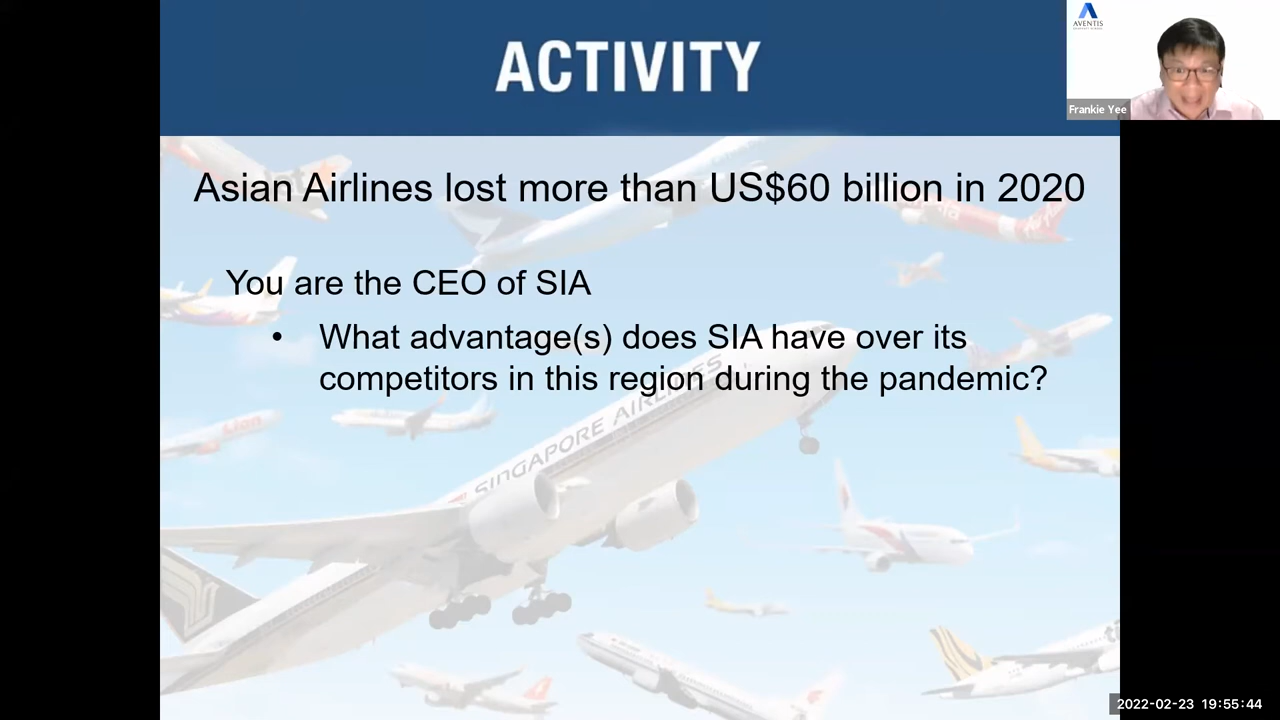 ACTIVITY
AVENTIS
Frankie Yee
Asian Airlines lost more than US$60 billion in 2020
You are the CEO of SIA
• What advantage(s) does SIA have over its
competitors in this region during the pandemic?
SINGAPORE AIRLINES
Lion
2022-02-23 19:55:44